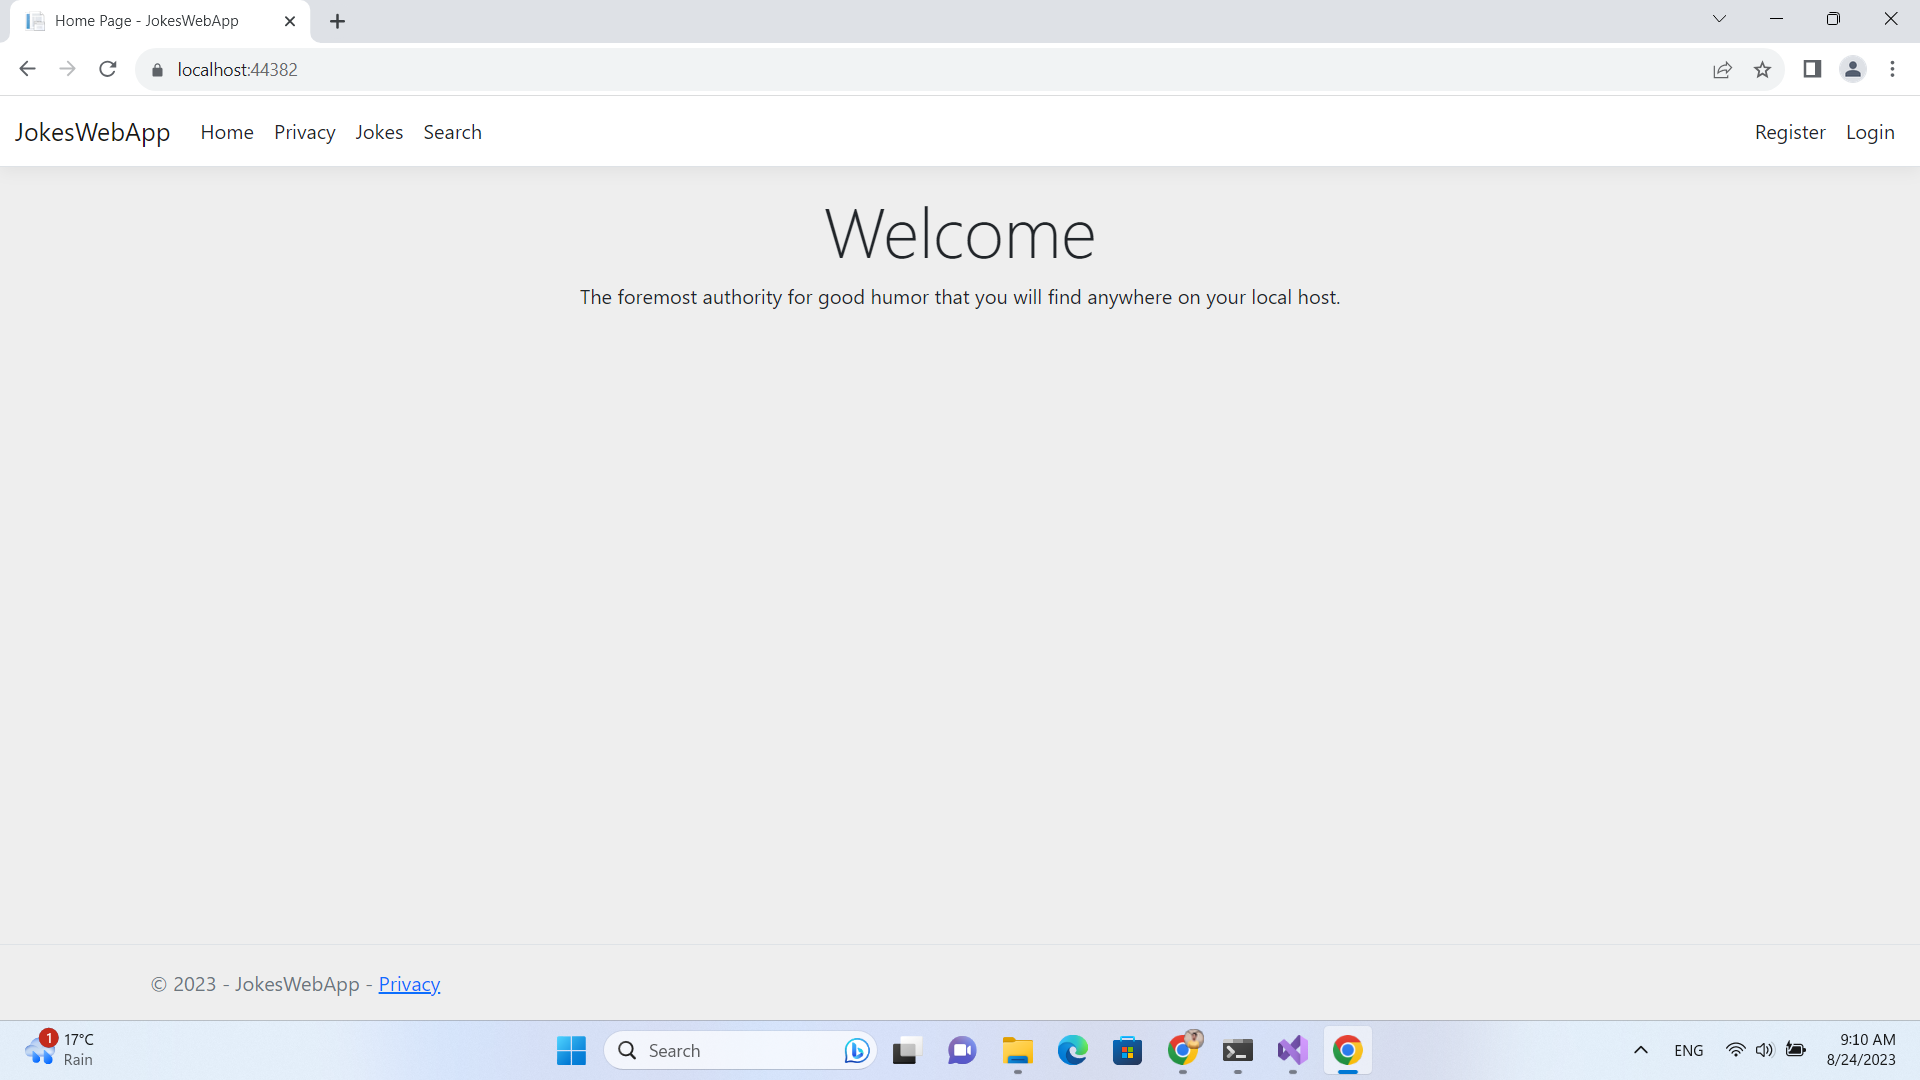 Home Page - JokesWebApp
localhost:44382
JokesWebApp Home Privacy Jokes Search Register Login
Welcome
The foremost authority for good humor that you will find anywhere on your local host.
© 2023 - JokesWebApp - Privacy
1 17°C
Rain
Search
ENG
9:10 AM
8/24/2023